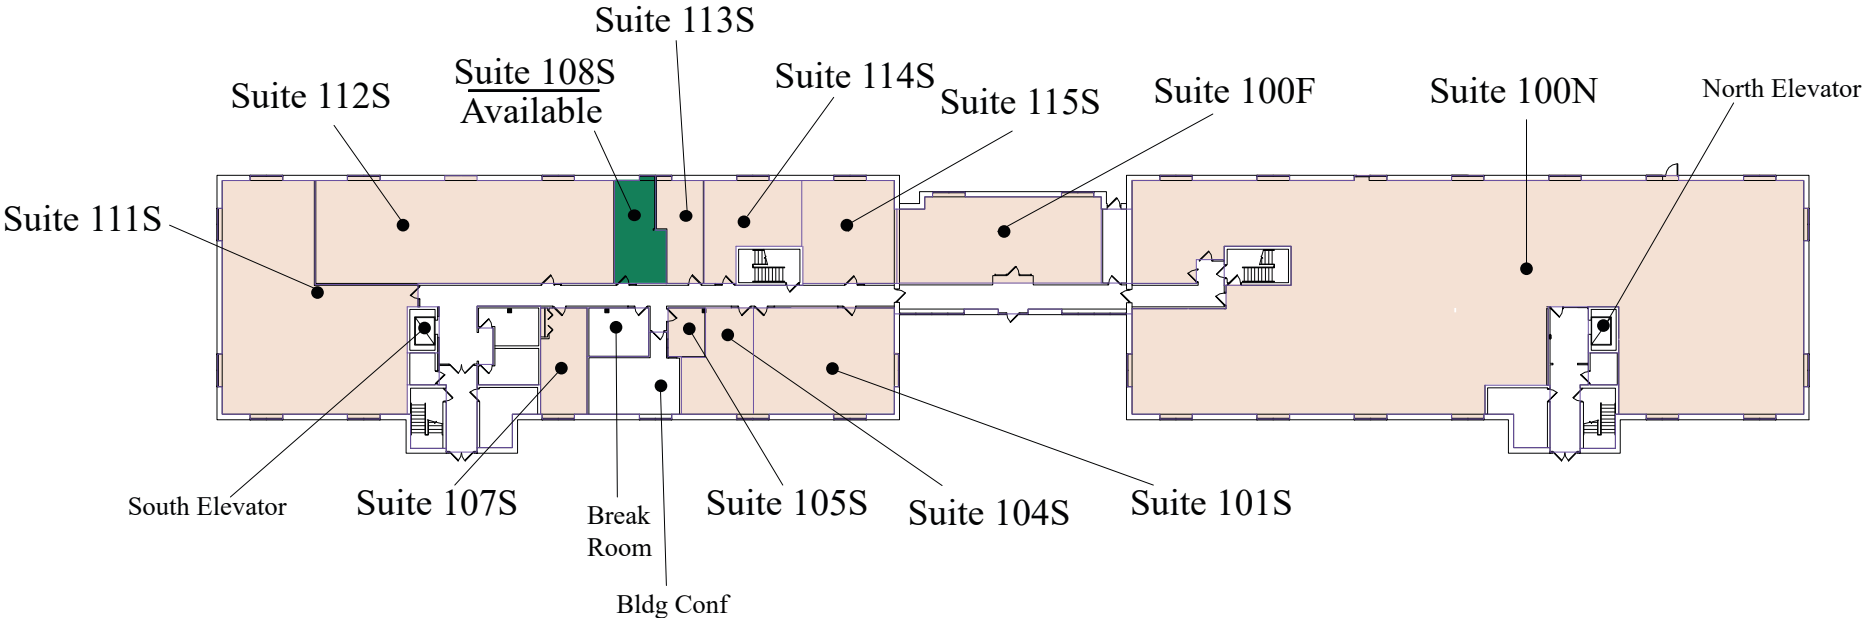 Suite 113S
Suite 108S
Available
Suite 114S
Suite 112S
Suite 115S
Suite 100F
Suite 100N
North Elevator
Suite 111S
South Elevator
Suite 107S
Break
Room
Suite 105S
Suite 104S
Suite 101S
Bldg Conf